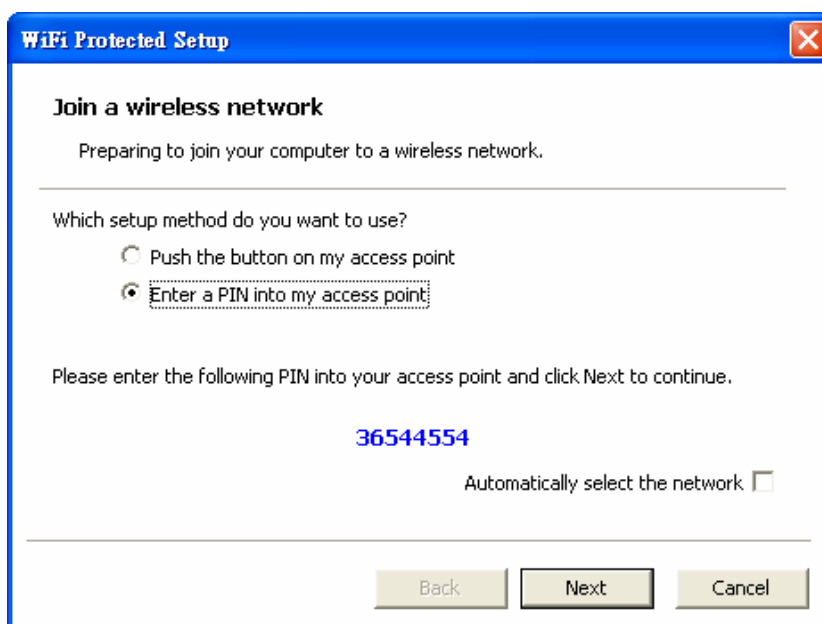 WiFi Protected Setup
Join a wireless network
Preparing to join your computer to a wireless network.
Which setup method do you want to use?
Push the button on my access point
Enter a PIN into my access point
Please enter the following PIN into your access point and click Next to continue.
36544554
Automatically select the network
Back Next Cancel